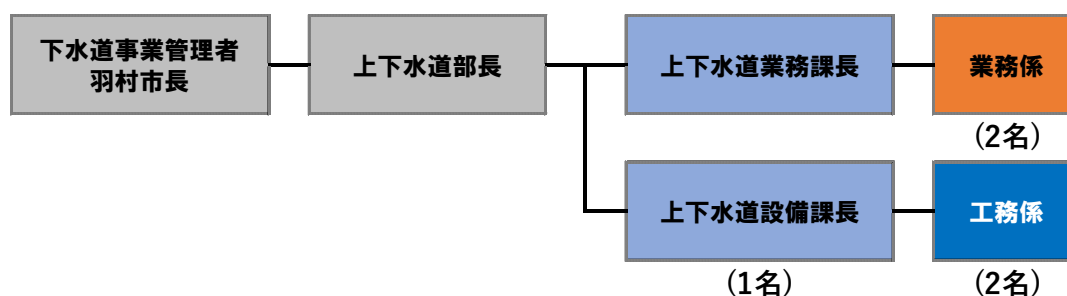 下水道事業管理者
羽村市長
上下水道部長
上下水道業務課長
業務係
(2名)
上下水道設備課長
工務係
(1名)
(2名)